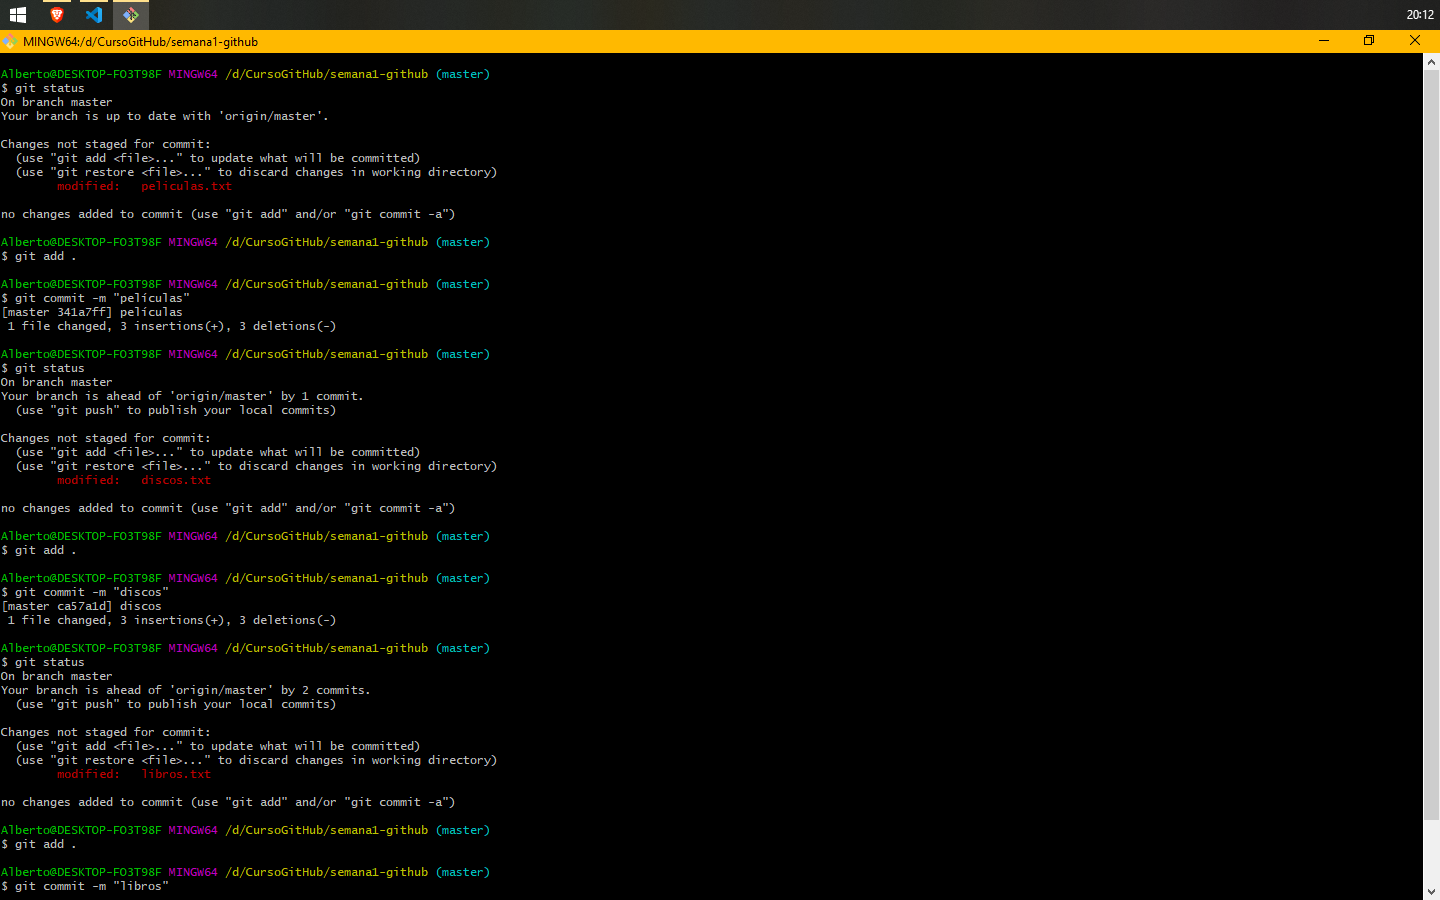 20:12
MINGW64:/d/CursoGitHub/semana1-github
Alberto@DESKTOP-FO3T98F MINGW64 /d/CursoGitHub/semana1-github (master)
$ git status
On branch master
Your branch is up to date with 'origin/master'.
Changes not staged for commit:
(use "git add <file>..." to update what will be committed)
(use "git restore <file>..." to discard changes in working directory)
modified: peliculas.txt
no changes added to commit (use "git add" and/or "git commit -a")
Alberto@DESKTOP-FO3T98F MINGW64 /d/CursoGitHub/semana1-github (master)
$ git add .
Alberto@DESKTOP-FO3T98F MINGW64 /d/CursoGitHub/semana1-github (master)
$ git commit -m "películas"
[master 341a7ff] películas
1 file changed, 3 insertions(+), 3 deletions(-)
Alberto@DESKTOP-FO3T98F MINGW64 /d/CursoGitHub/semana1-github (master)
$ git status
On branch master
Your branch is ahead of 'origin/master' by 1 commit.
(use "git push" to publish your local commits)
Changes not staged for commit:
(use "git add <file>..." to update what will be committed)
(use "git restore <file>..." to discard changes in working directory)
modified: discos.txt
no changes added to commit (use "git add" and/or "git commit -a")
Alberto@DESKTOP-FO3T98F MINGW64 /d/CursoGitHub/semana1-github (master)
$ git add .
Alberto@DESKTOP-FO3T98F MINGW64 /d/CursoGitHub/semana1-github (master)
$ git commit -m "discos"
[master ca57a1d] discos
1 file changed, 3 insertions(+), 3 deletions(-)
Alberto@DESKTOP-FO3T98F MINGW64 /d/CursoGitHub/semana1-github (master)
$ git status
On branch master
Your branch is ahead of 'origin/master' by 2 commits.
(use "git push" to publish your local commits)
Changes not staged for commit:
(use "git add <file>..." to update what will be committed)
(use "git restore <file>..." to discard changes in working directory)
modified: libros.txt
no changes added to commit (use "git add" and/or "git commit -a")
Alberto@DESKTOP-FO3T98F MINGW64 /d/CursoGitHub/semana1-github (master)
$ git add .
Alberto@DESKTOP-FO3T98F MINGW64 /d/CursoGitHub/semana1-github (master)
$ git commit -m "libros"